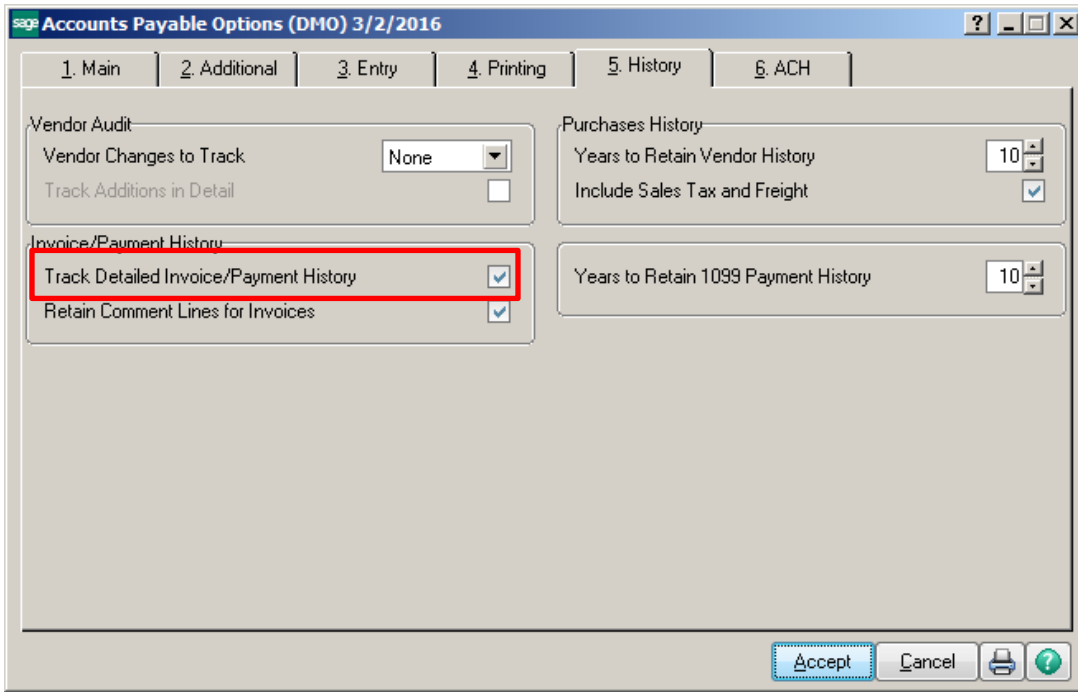 sage Accounts Payable Options (DMO) 3/2/2016
1. Main 2. Additional 3. Entry 4. Printing 5. History 6. ACH
Vendor Audit
Vendor Changes to Track None
Track Additions in Detail
Invoice/Payment History
Track Detailed Invoice/Payment History
Retain Comment Lines for Invoices
Purchases History
Years to Retain Vendor History 10
Include Sales Tax and Freight
Years to Retain 1099 Payment History 10
Accept Cancel